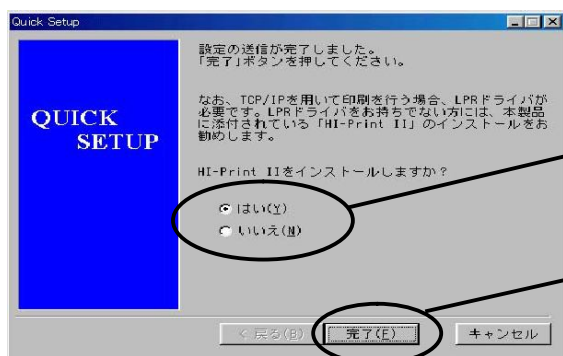 Quick Setup
QUICK
SETUP
設定の送信が完了しました。
「完了」ボタンを押してください。
なお、TCP/IPを用いて印刷を行う場合、LPRドライバが
必要です。LPRドライバをお持ちでない方には、本製品
に添付されている「HI-Print II」のインストールをお
勧めします。
HI-Print IIをインストールしますか？
はい(Y)
いいえ(N)
< 戻る(B)
完了(F)
キャンセル